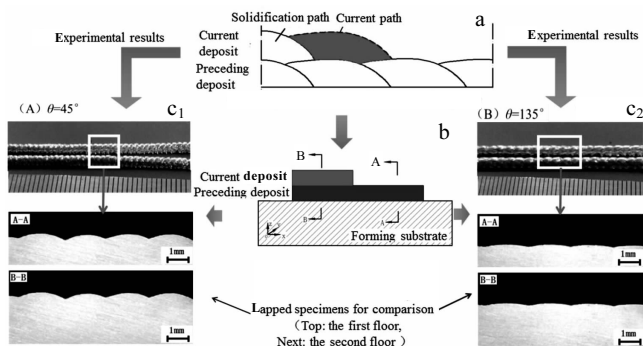 Solidification path
Current path
a
Experimental results
Current
deposit
Preceding
deposit
Experimental results
(A) θ=45°
c1
b
(B) θ=135°
c2
B
A
Current deposit
Preceding deposit
B
A
z y x
Forming substrate
A-A
1mm
B-B
1mm
A-A
1mm
B-B
1mm
Lapped specimens for comparison
(Top: the first floor,
Next: the second floor )